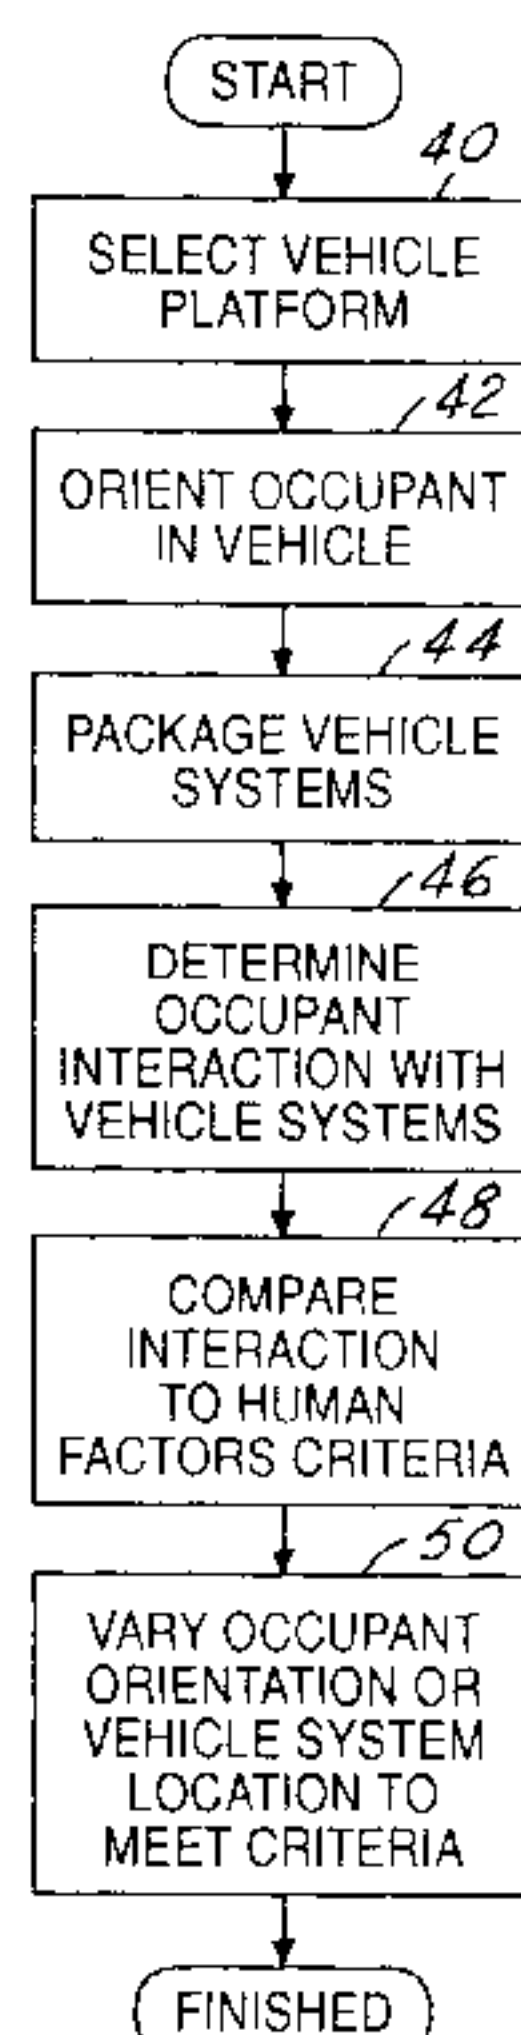 START
40
SELECT VEHICLE
PLATFORM
42
ORIENT OCCUPANT
IN VEHICLE
44
PACKAGE VEHICLE
SYSTEMS
46
DETERMINE
OCCUPANT
INTERACTION WITH
VEHICLE SYSTEMS
48
COMPARE
INTERACTION
TO HUMAN
FACTORS CRITERIA
50
VARY OCCUPANT
ORIENTATION OR
VEHICLE SYSTEM
LOCATION TO
MEET CRITERIA
FINISHED